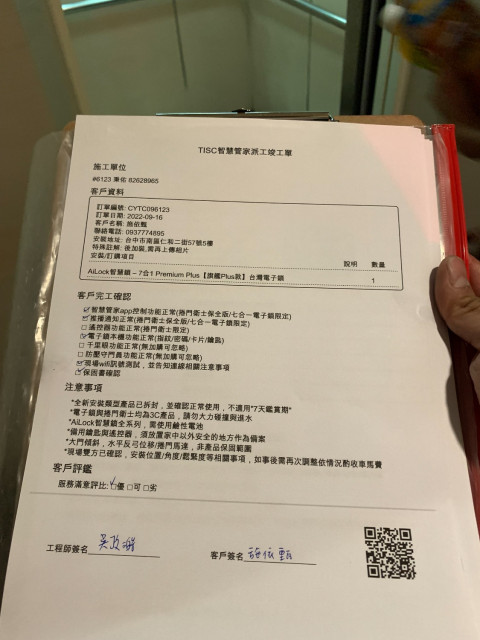 TISC智慧管家派工竣工單
施工單位
#6123 秉佑 82628965
客戶資料
訂單編號: CYTC096123
訂單日期: 2022-09-16
客戶名稱: 施依甄
聯絡電話: 0937774895
安裝地址: 台中市南區仁和二街57號5樓
特殊註解: 後加裝,需再上傳相片
安裝/訂購項目 說明 數量
AiLock智慧鎖 – 7合1 Premium Plus【旗艦Plus款】台灣電子鎖 1
客戶完工確認
☑智慧管家app控制功能正常(捲門衛士保全版/七合一電子鎖限定)
☑推播通知正常(捲門衛士保全版/七合一電子鎖限定)
□遙控器功能正常(捲門衛士限定)
☑電子鎖本機功能正常(指紋/密碼/卡片/鑰匙)
□千里眼功能正常(無加購可忽略)
□防壓守門員功能正常(無加購可忽略)
☑現場wifi訊號測試，並告知連線相關注意事項
☑保固書確認
注意事項
*全新安裝類型產品已拆封，並確認正常使用，不適用"7天鑑賞期"
*電子鎖與捲門衛士均為3C產品，請勿大力碰撞與進水
*AiLock智慧鎖全系列，需使用鹼性電池
*備用鑰匙與遙控器，須放置家中以外安全的地方作為備案
*大門傾斜，水平反弓位移/捲門馬達，非產品保固範圍
*現場雙方已確認，安裝位置/角度/鬆緊度等相關事項，如事後需再次調整依情況酌收車馬費
客戶評鑑
服務滿意評比:☑優 □可 □劣
工程師簽名 客戶簽名 施依甄